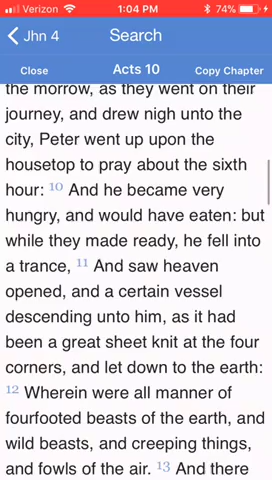 Verizon 1:04 PM 74%
Jhn 4 Search
Close Acts 10 Copy Chapter
the morrow, as they went on their
journey, and drew nigh unto the
city, Peter went up upon the
housetop to pray about the sixth
hour: 10 And he became very
hungry, and would have eaten: but
while they made ready, he fell into
a trance, 11 And saw heaven
opened, and a certain vessel
descending unto him, as it had
been a great sheet knit at the four
corners, and let down to the earth:
12
Wherein were all manner of
fourfooted beasts of the earth, and
wild beasts, and creeping things,
and fowls of the air. 13 And there